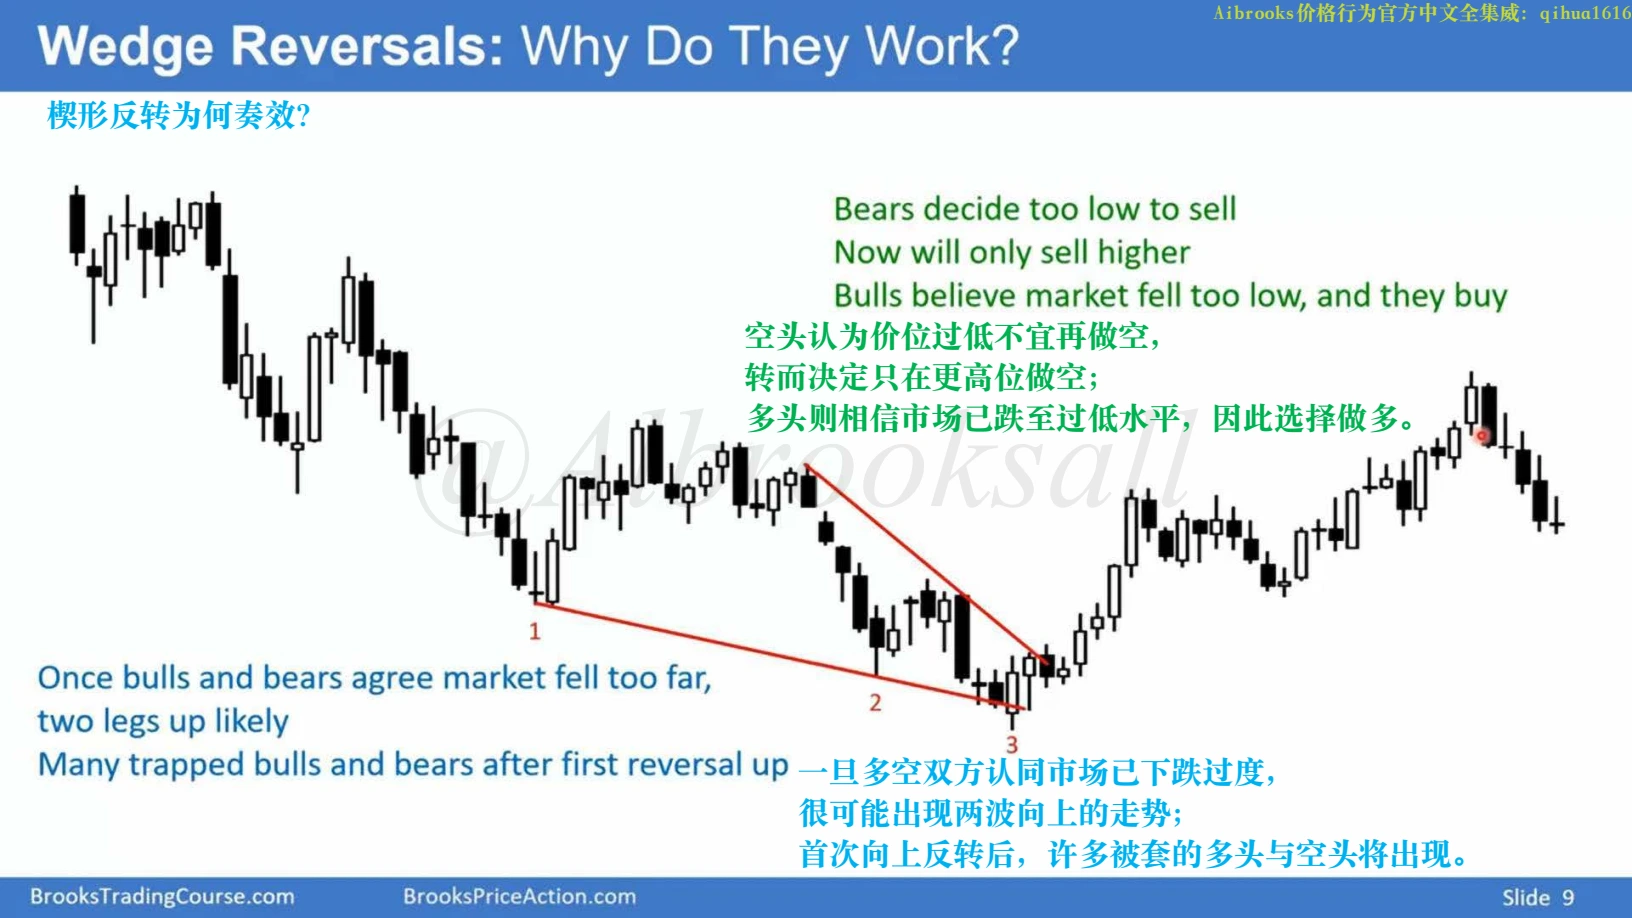 Aibrooks价格行为官方中文全集威：qihua1616
Wedge Reversals: Why Do They Work?
楔形反转为何奏效?
Bears decide too low to sell
Now will only sell higher
Bulls believe market fell too low, and they buy
空头认为价位过低不宜再做空，
转而决定只在更高位做空；
多头则相信市场已跌至过低水平，因此选择做多。
@Albrooksall
1
2
3
Once bulls and bears agree market fell too far,
two legs up likely
Many trapped bulls and bears after first reversal up
一旦多空双方认同市场已下跌过度，
很可能出现两波向上的走势；
首次向上反转后，许多被套的多头与空头将出现。
BrooksTradingCourse.com
BrooksPriceAction.com
Slide 9